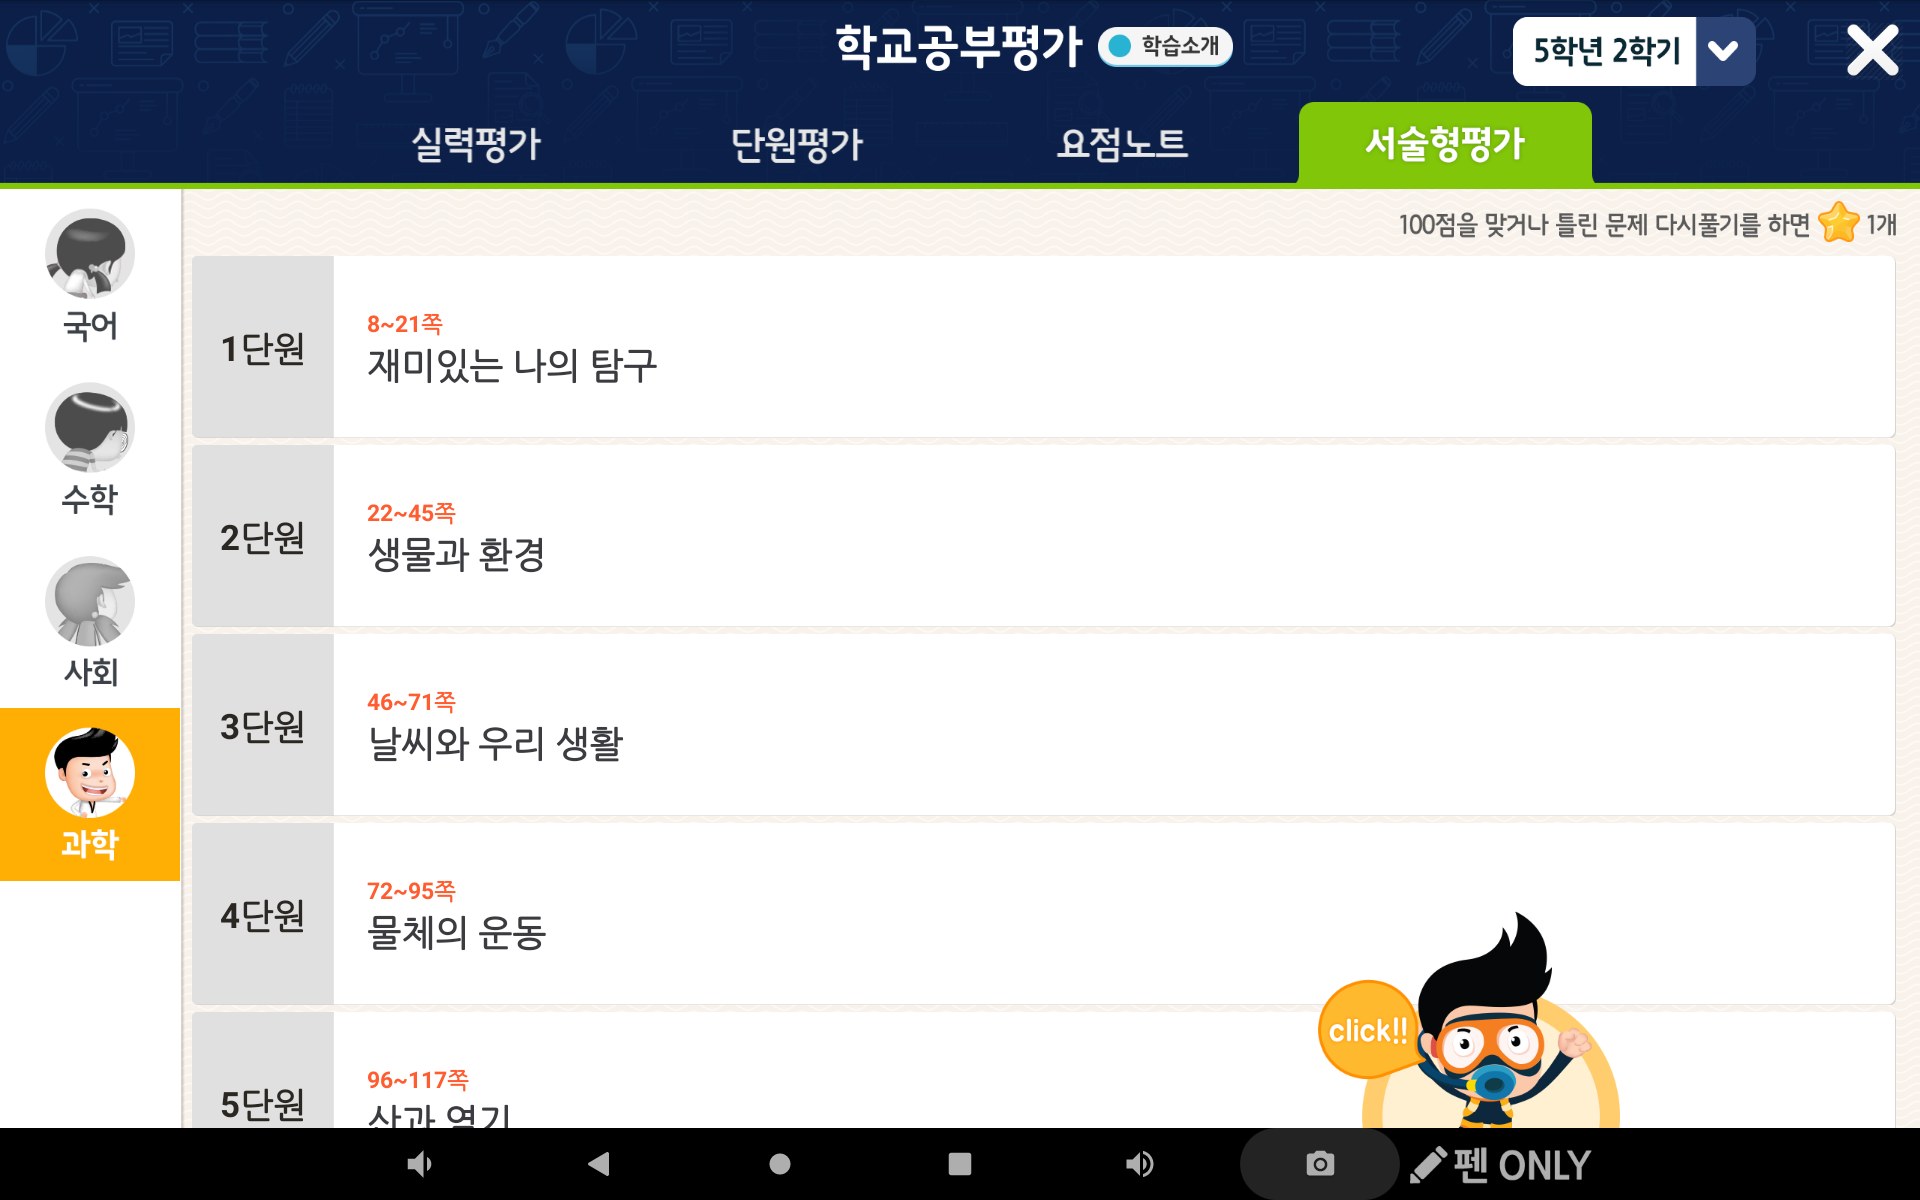 학교공부평가
학습소개
5학년 2학기
실력평가
단원평가
요점노트
서술형평가
국어
수학
사회
과학
100점을 맞거나 틀린 문제 다시풀기를 하면 1개
1단원
8~21쪽
재미있는 나의 탐구
2단원
22~45쪽
생물과 환경
3단원
46~71쪽
날씨와 우리 생활
4단원
72~95쪽
물체의 운동
5단원
96~117쪽
산과 염기
click!!
펜 ONLY